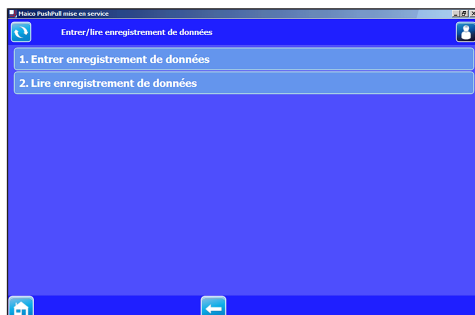 Maico PushPull mise en service
Entrer/lire enregistrement de données
1. Entrer enregistrement de données
2. Lire enregistrement de données